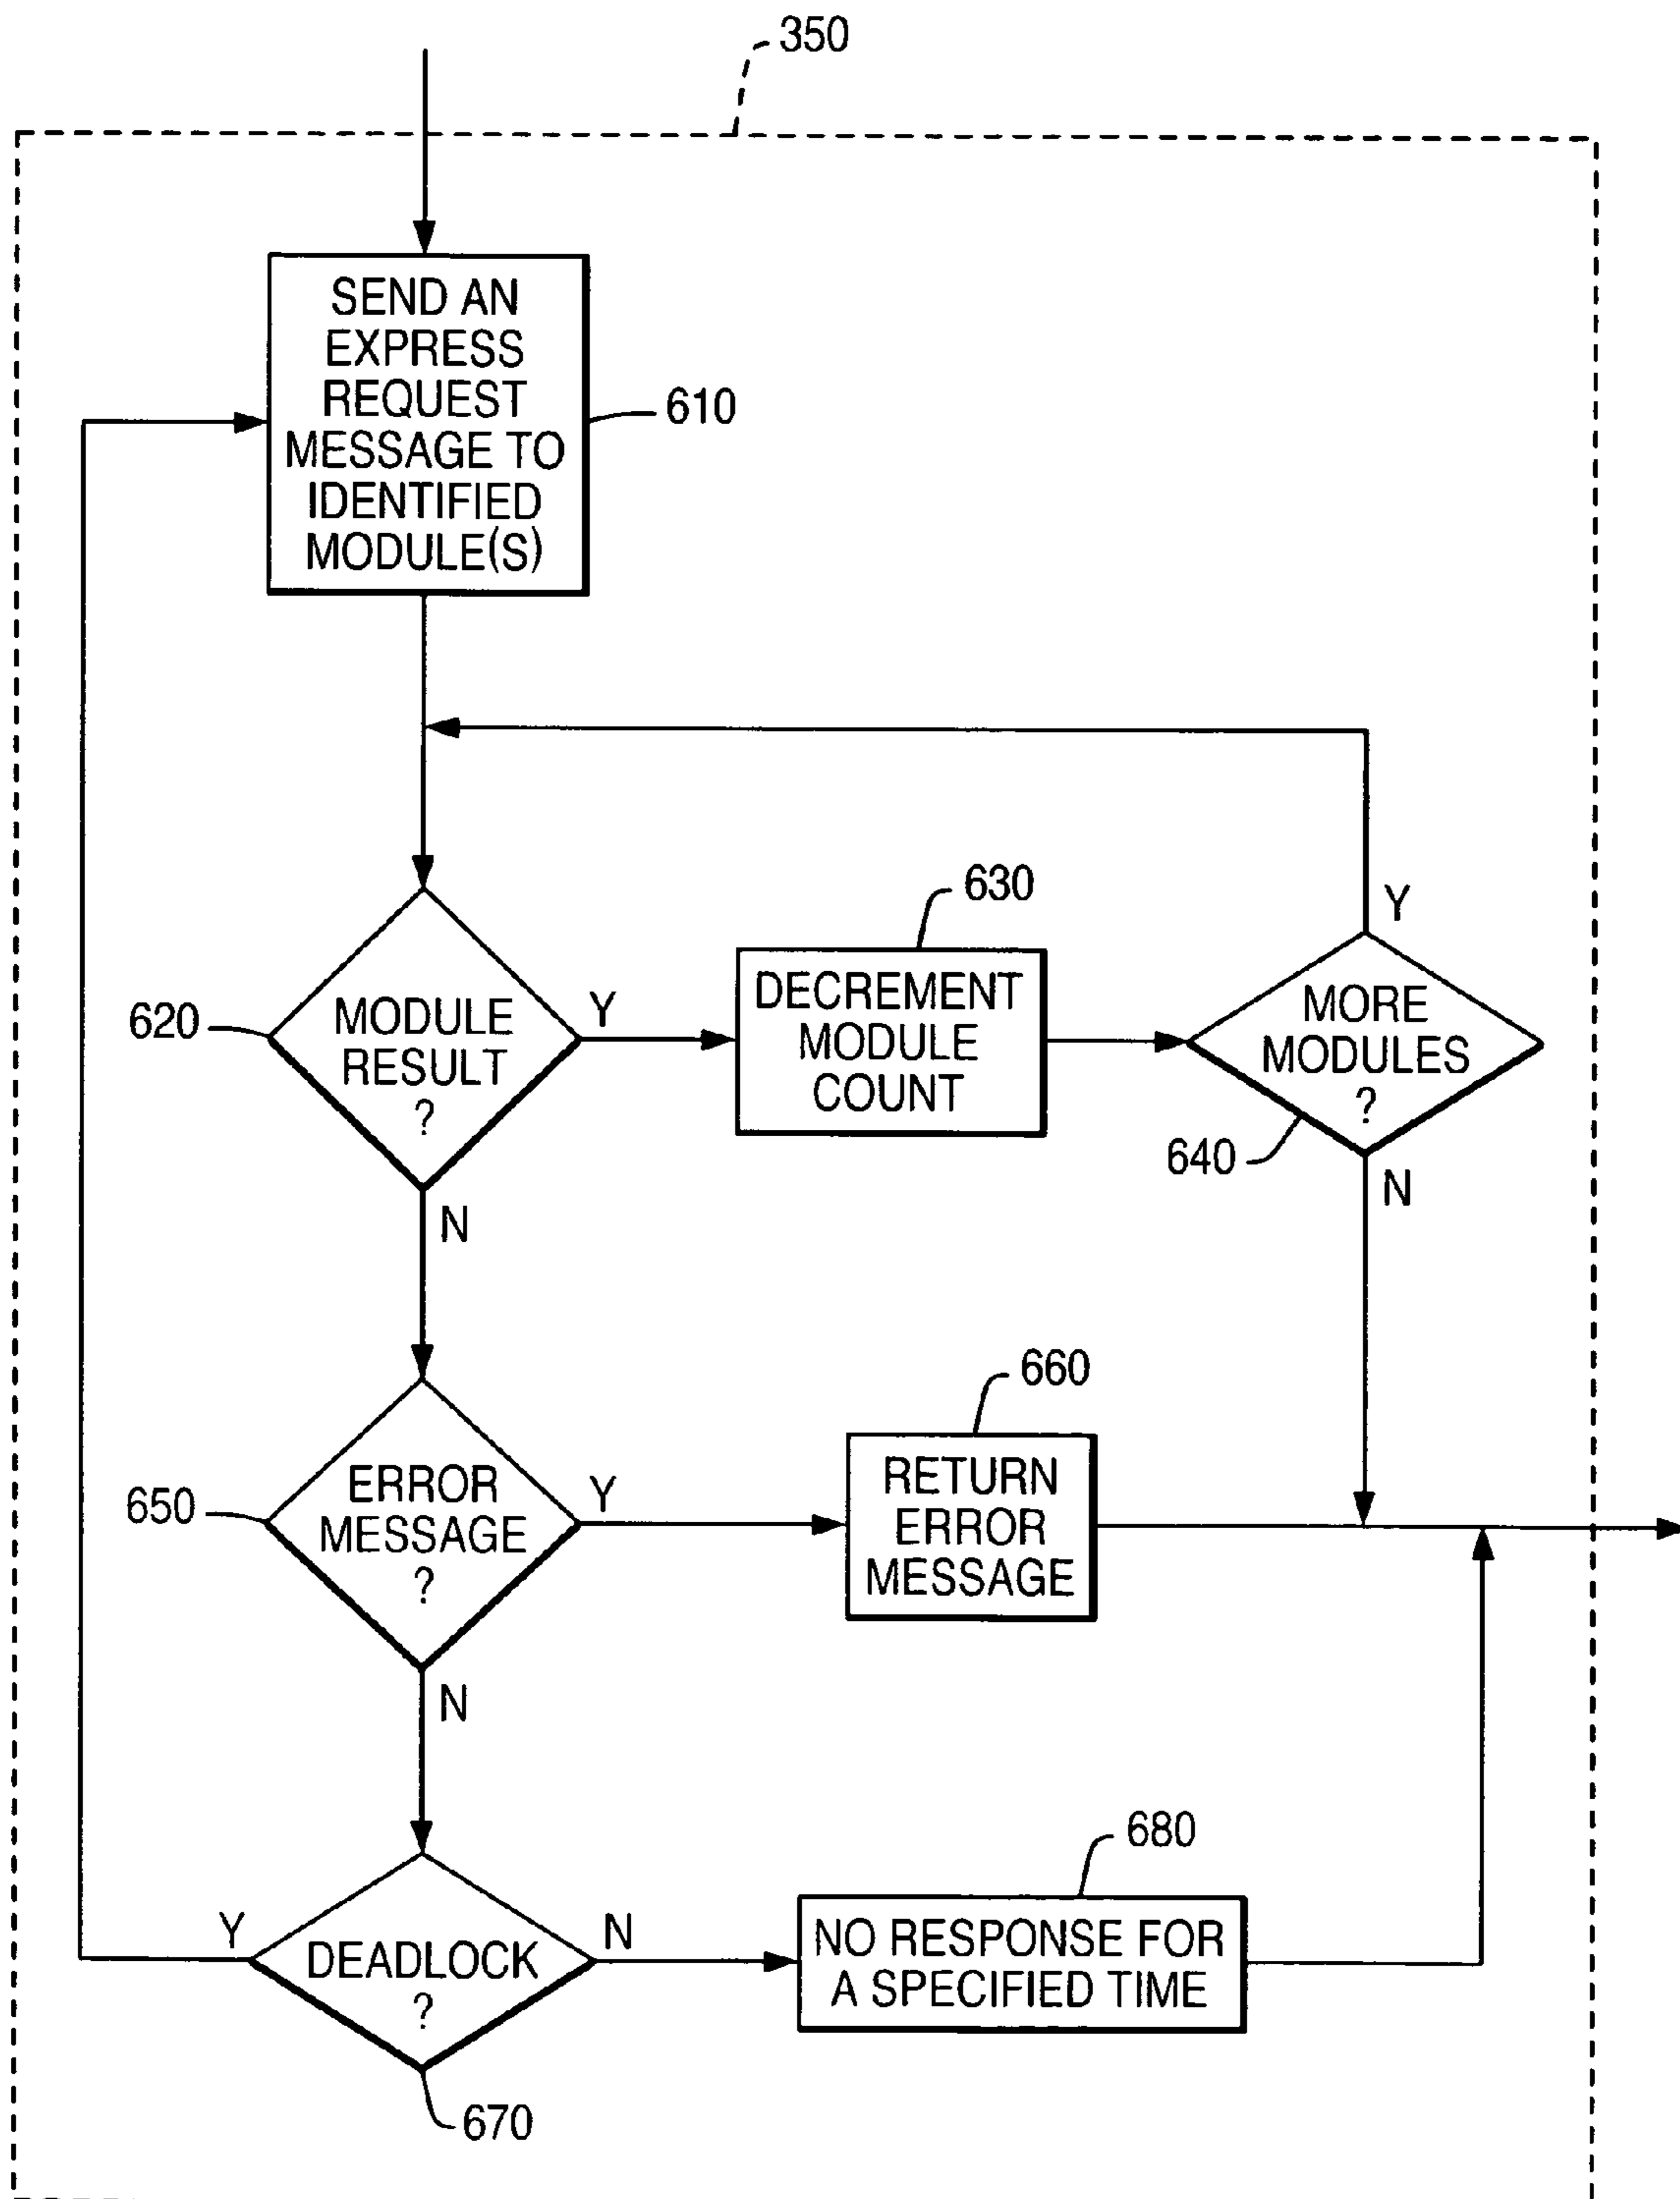 350
SEND AN
EXPRESS
REQUEST
MESSAGE TO
IDENTIFIED
MODULE(S)
610
630
Y
620
MODULE
RESULT
?
Y
DECREMENT
MODULE
COUNT
MORE
MODULES
?
640
N
N
660
650
ERROR
MESSAGE
?
Y
RETURN
ERROR
MESSAGE
N
680
Y
DEADLOCK
?
N
NO RESPONSE FOR
A SPECIFIED TIME
670